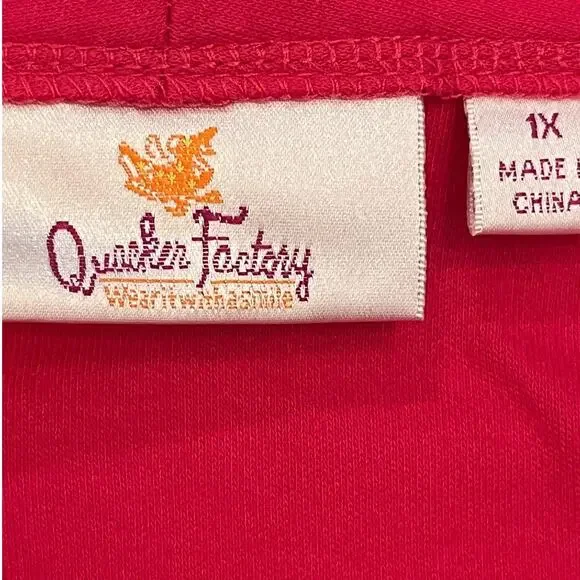 Quacker Factory
Wear it with a Smile
1X
MADE
CHINA